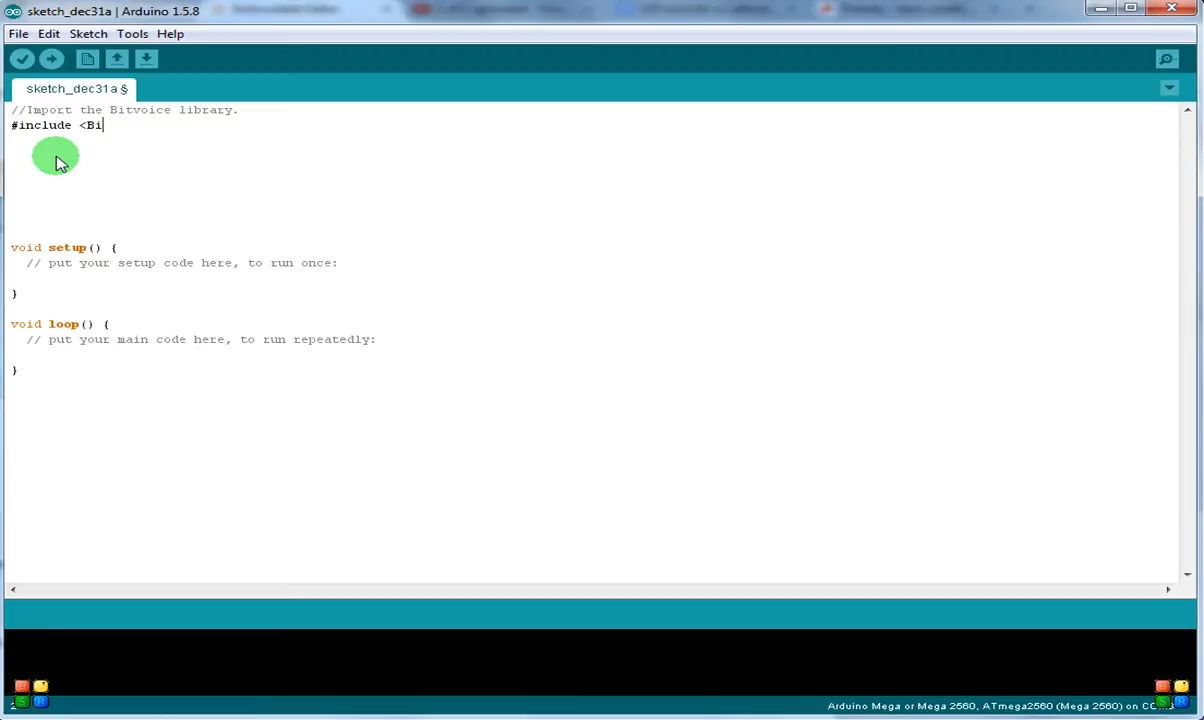 sketch_dec31a | Arduino 1.5.8
File Edit Sketch Tools Help
sketch_dec31a §
//Import the Bitvoice library.
#include <Bi
void setup() {
// put your setup code here, to run once:
}
void loop() {
// put your main code here, to run repeatedly:
}
Arduino Mega or Mega 2560, ATmega2560 (Mega 2560) on